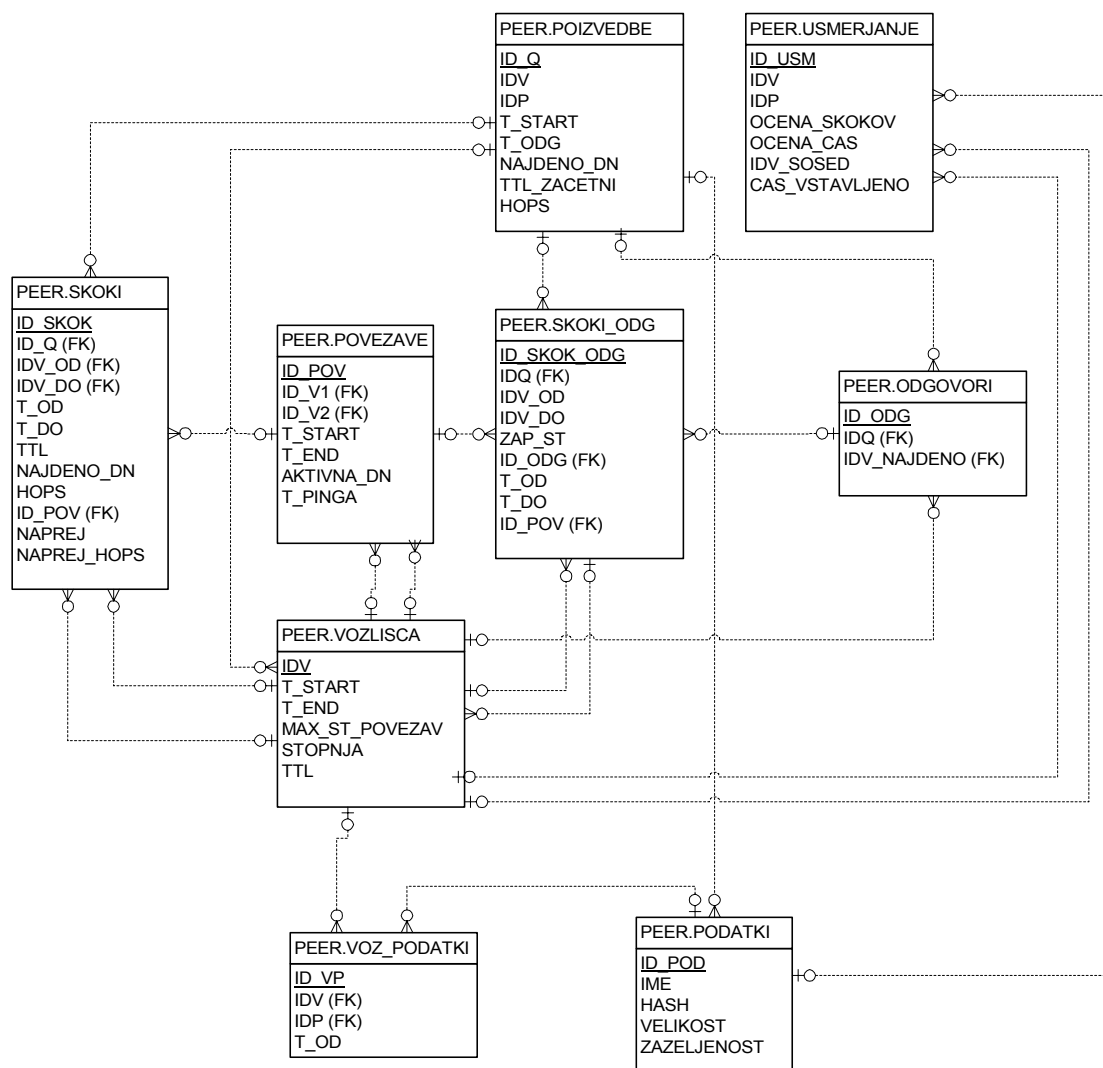 PEER.POIZVEDBE
ID_Q
IDV
IDP
T_START
T_ODG
NAJDENO_DN
TTL_ZACETNI
HOPS
PEER.USMERJANJE
ID_USM
IDV
IDP
OCENA_SKOKOV
OCENA_CAS
IDV_SOSED
CAS_VSTAVLJENO
PEER.SKOKI
ID_SKOK
ID_Q (FK)
IDV_OD (FK)
IDV_DO (FK)
T_OD
T_DO
TTL
NAJDENO_DN
HOPS
ID_POV (FK)
NAPREJ
NAPREJ_HOPS
PEER.POVEZAVE
ID_POV
ID_V1 (FK)
ID_V2 (FK)
T_START
T_END
AKTIVNA_DN
T_PINGA
PEER.SKOKI_ODG
ID_SKOK_ODG
IDQ (FK)
IDV_OD
IDV_DO
ZAP_ST
ID_ODG (FK)
T_OD
T_DO
ID_POV (FK)
PEER.ODGOVORI
ID_ODG
IDQ (FK)
IDV_NAJDENO (FK)
PEER.VOZLISCA
IDV
T_START
T_END
MAX_ST_POVEZAV
STOPNJA
TTL
PEER.VOZ_PODATKI
ID_VP
IDV (FK)
IDP (FK)
T_OD
PEER.PODATKI
ID_POD
IME
HASH
VELIKOST
ZAZELJENOST